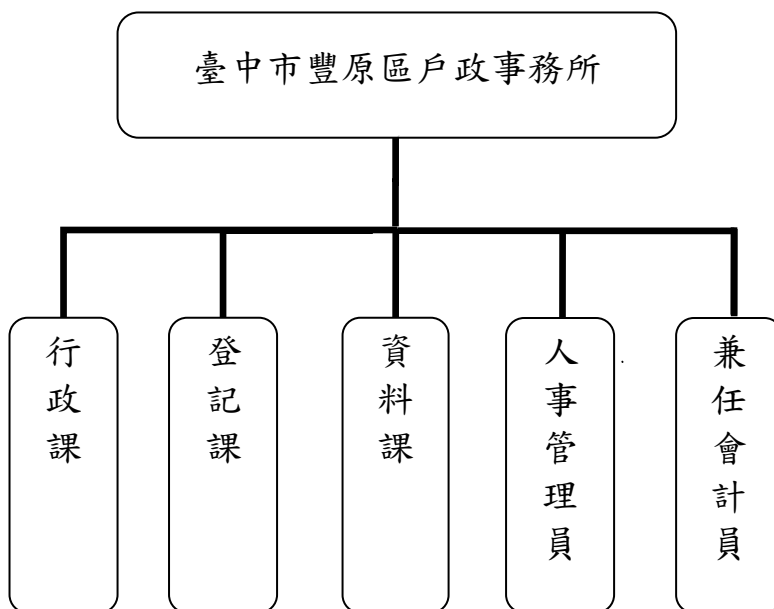 臺中市豐原區戶政事務所
行政課
登記課
資料課
人事管理員
兼任會計員